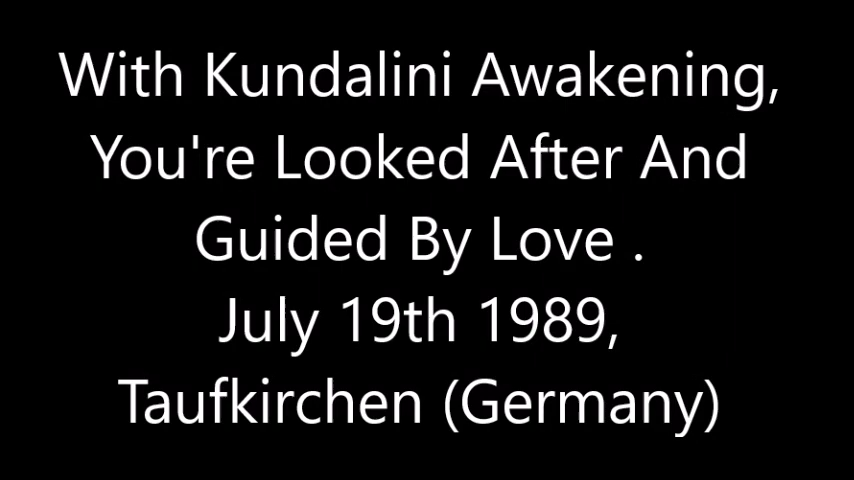 With Kundalini Awakening,
You're Looked After And
Guided By Love .
July 19th 1989,
Taufkirchen (Germany)